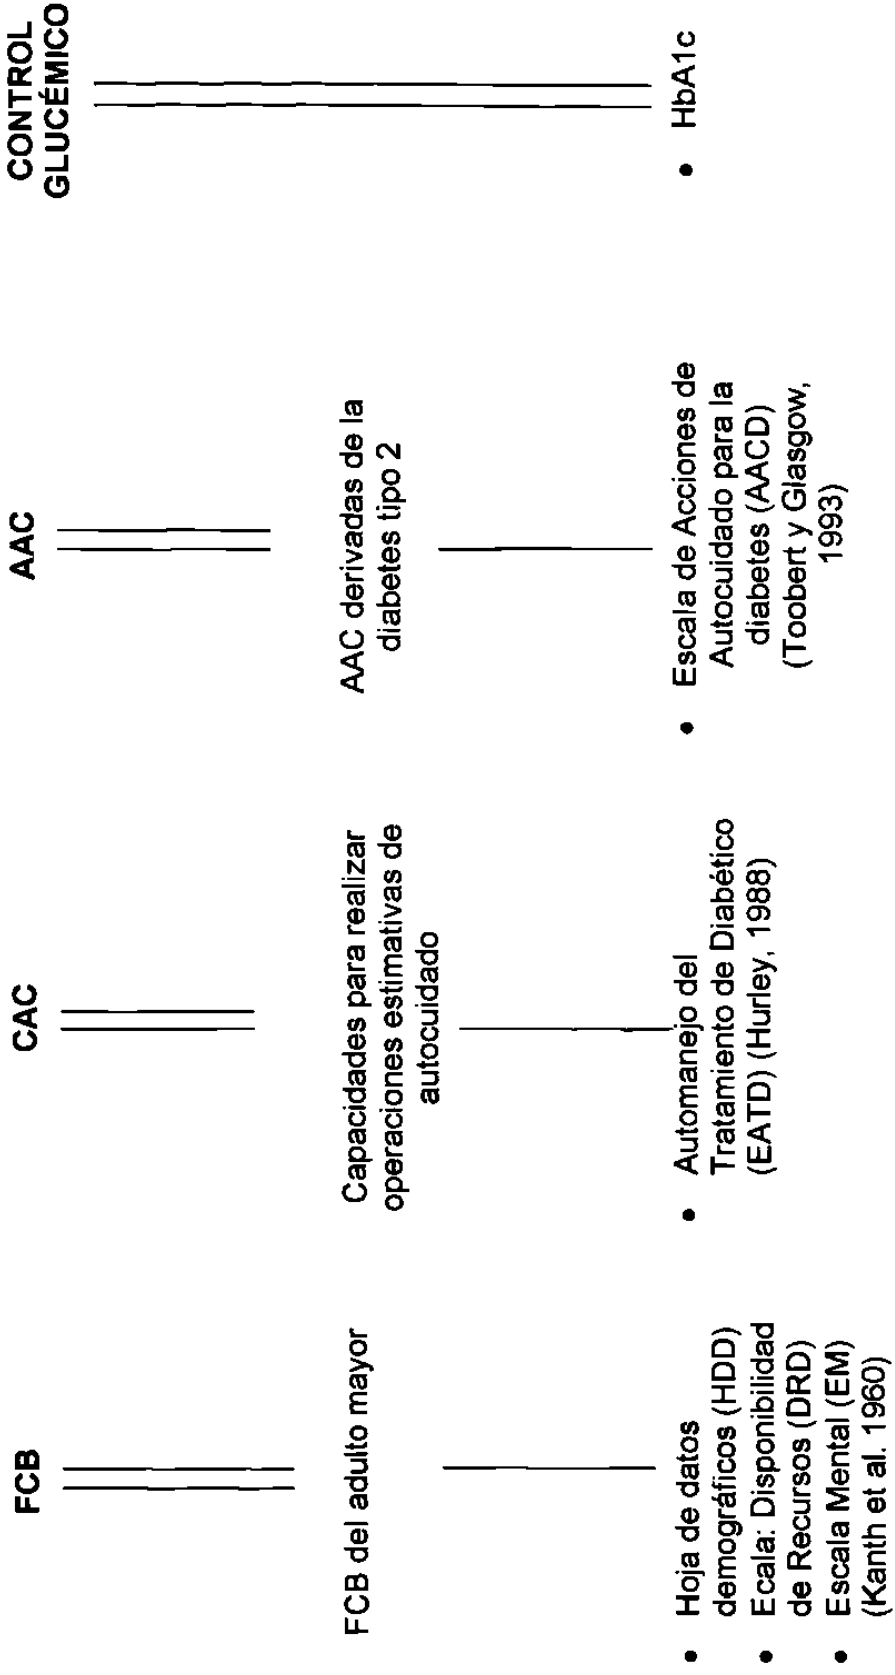 FCB
FCB del adulto mayor
• Hoja de datos
demográficos (HDD)
• Ecala: Disponibilidad
de Recursos (DRD)
• Escala Mental (EM)
(Kanth et al. 1960)
CAC
Capacidades para realizar
operaciones estimativas de
autocuidado
• Automanejo del
Tratamiento de Diabético
(EATD) (Hurley, 1988)
AAC
AAC derivadas de la
diabetes tipo 2
• Escala de Acciones de
Autocuidado para la
diabetes (AACD)
(Toobert y Glasgow,
1993)
CONTROL
GLUCÉMICO
• HbA1c